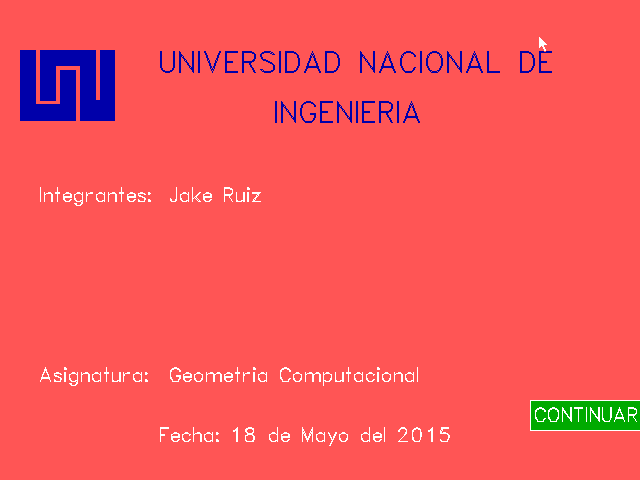 UNIVERSIDAD NACIONAL DE
INGENIERIA
Integrantes: Jake Ruiz
Asignatura: Geometria Computacional
CONTINUAR
Fecha: 18 de Mayo del 2015